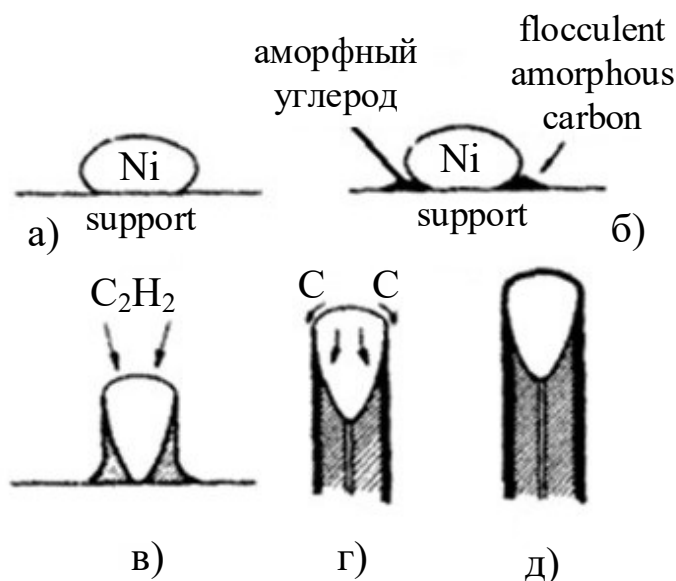 аморфный
углерод
flocculent
amorphous
carbon
Ni
support
а)
Ni
support
б)
C₂H₂
C C
в)
г)
д)